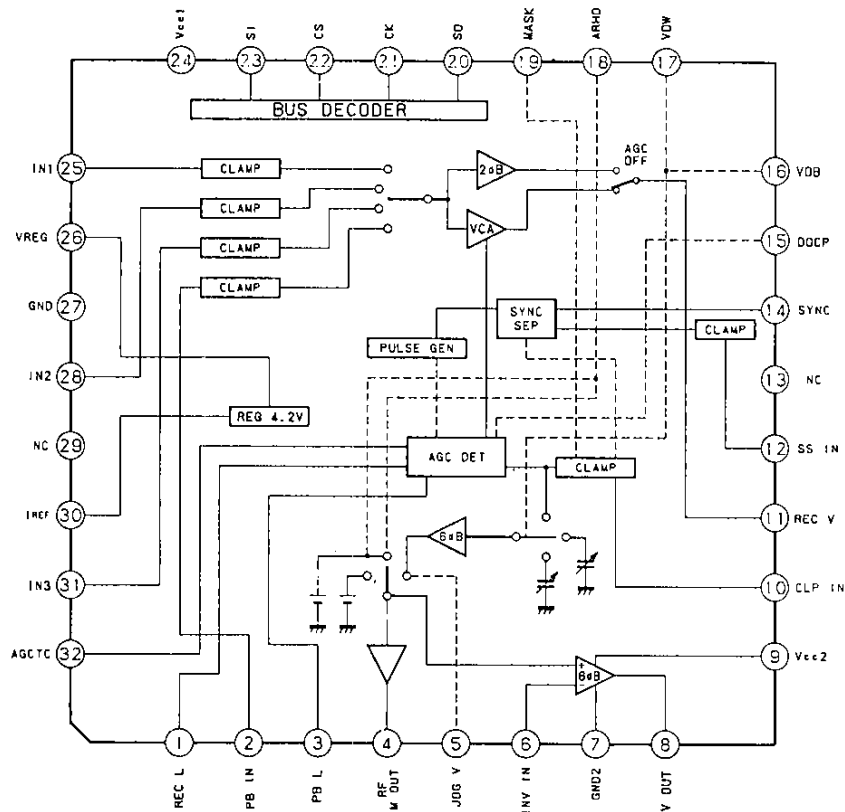 Vcc1
SI
CS
CK
SO
MASK
ARHD
VDW
24
23
22
21
20
19
18
17
BUS DECODER
IN1
25
CLAMP
2dB
AGC
OFF
16
VDB
CLAMP
VCA
VREG
26
CLAMP
15
DOCP
CLAMP
GND
27
SYNC
SEP
14
SYNC
CLAMP
PULSE GEN
IN2
28
13
NC
REG 4.2V
NC
29
AGC DET
CLAMP
12
SS IN
IREF
30
11
REC V
6dB
IN3
31
10
CLP IN
AGCTC
32
9
Vcc2
+
6dB
-
1
2
3
4
5
6
7
8
REC L
PB IN
PB L
RF
M OUT
JOG V
INV IN
GND2
V OUT